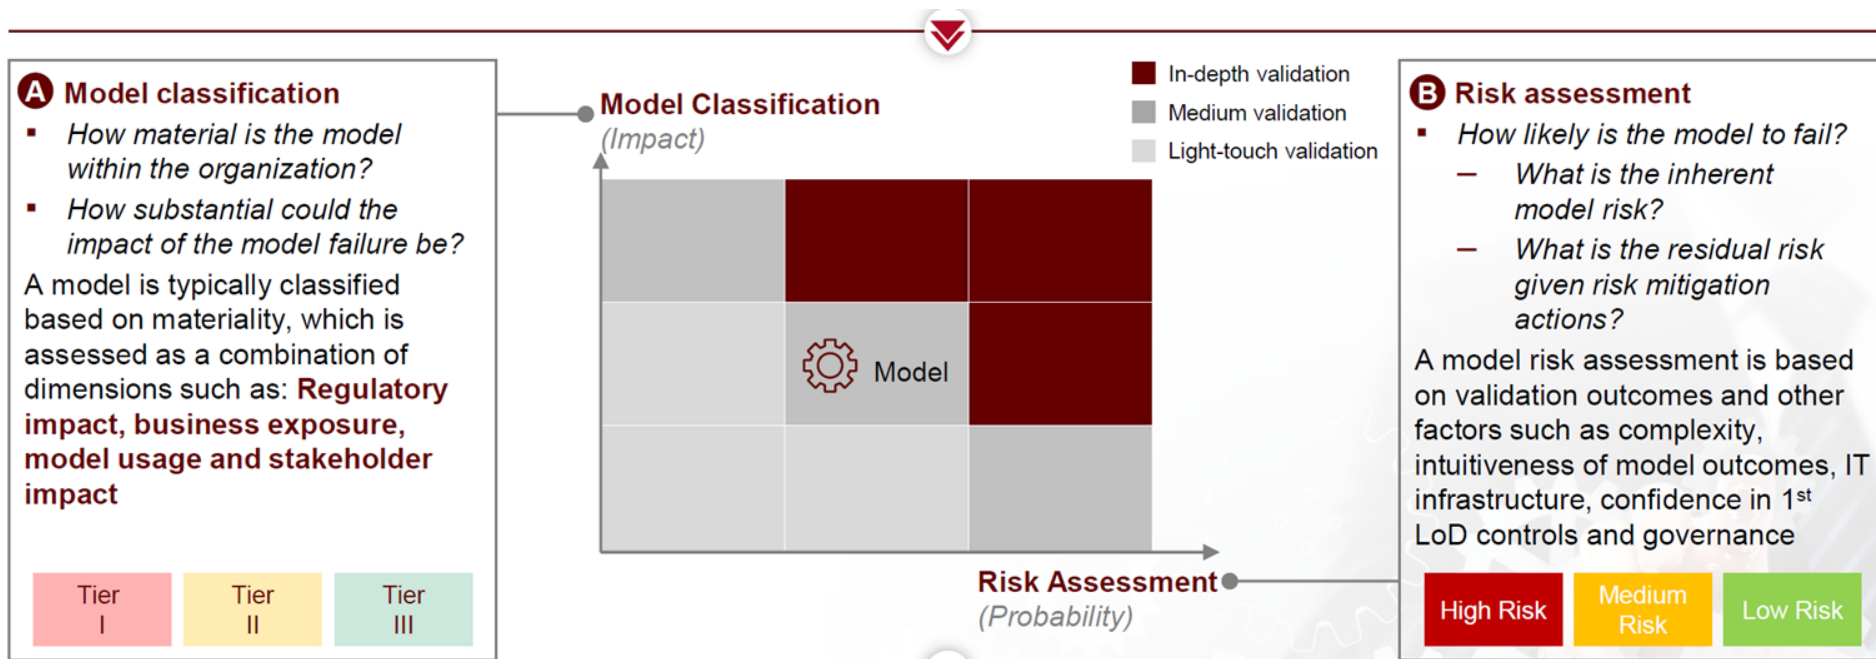 A Model classification
▪ How material is the model
within the organization?
▪ How substantial could the
impact of the model failure be?
A model is typically classified
based on materiality, which is
assessed as a combination of
dimensions such as: Regulatory
impact, business exposure,
model usage and stakeholder
impact
Tier
I
Tier
II
Tier
III
Model Classification
(Impact)
In-depth validation
Medium validation
Light-touch validation
Model
Risk Assessment
(Probability)
B Risk assessment
▪ How likely is the model to fail?
– What is the inherent
model risk?
– What is the residual risk
given risk mitigation
actions?
A model risk assessment is based
on validation outcomes and other
factors such as complexity,
intuitiveness of model outcomes, IT
infrastructure, confidence in 1st
LoD controls and governance
High Risk
Medium
Risk
Low Risk